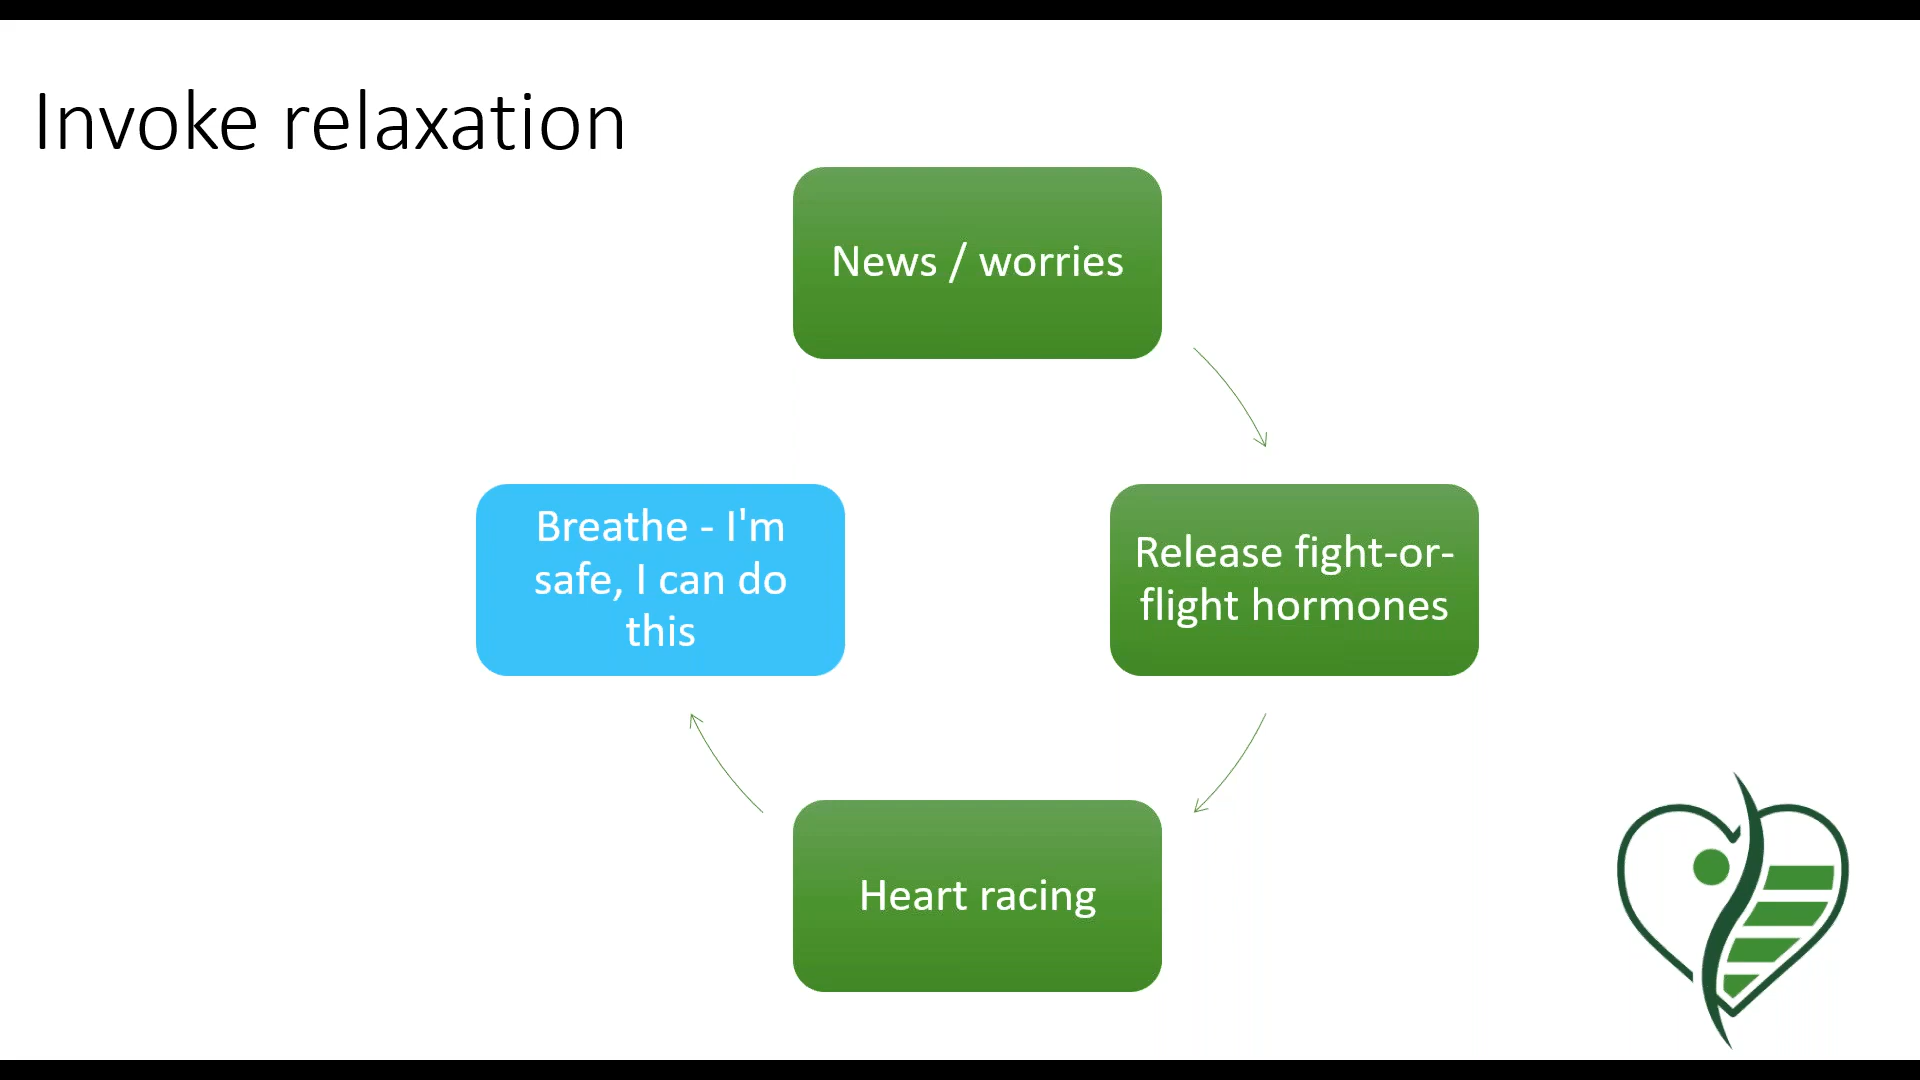 Invoke relaxation
News / worries
Release fight-or-
flight hormones
Heart racing
Breathe - I'm
safe, I can do
this